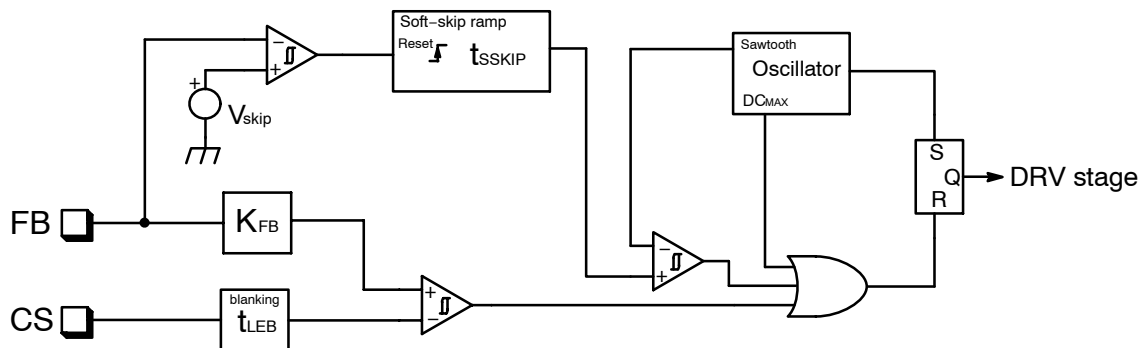 Soft-skip ramp
Reset
tSSKIP
−
+
+
Vskip
Sawtooth
Oscillator
DCMAX
S
Q
R
DRV stage
FB
KFB
−
+
+
−
CS
blanking
tLEB